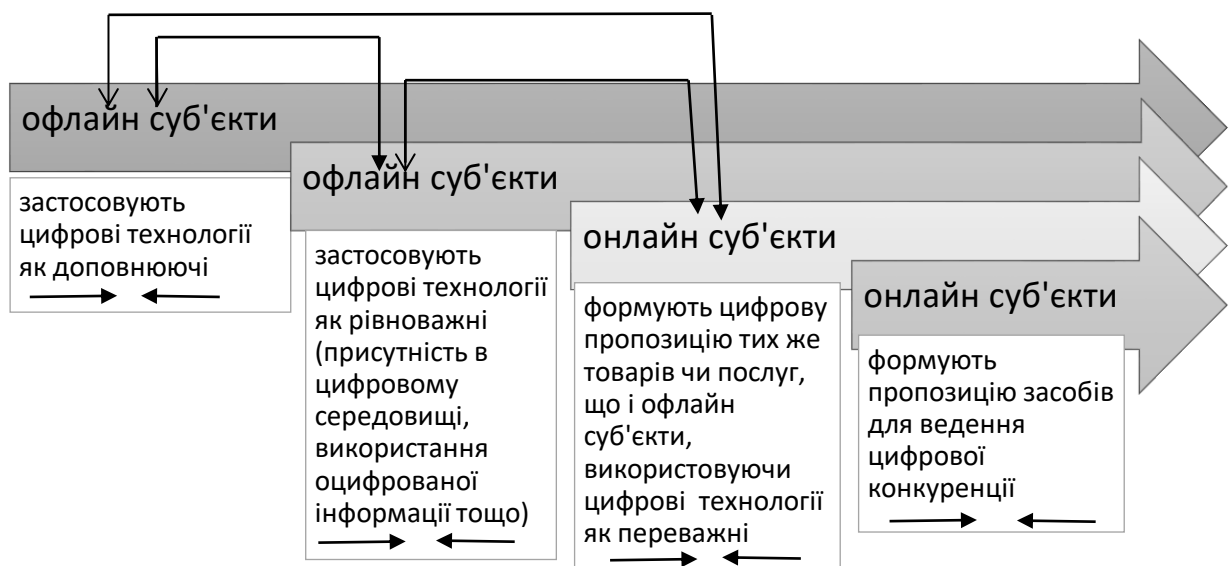 офлайн суб'єкти
застосовують
цифрові технології
як доповнюючі
офлайн суб'єкти
застосовують
цифрові технології
як рівноважні
(присутність в
цифровому
середовищі,
використання
оцифрованої
інформації тощо)
онлайн суб'єкти
формують цифрову
пропозицію тих же
товарів чи послуг,
що і офлайн
суб'єкти,
використовуючи
цифрові технології
як переважні
онлайн суб'єкти
формують
пропозицію засобів
для ведення
цифрової
конкуренції